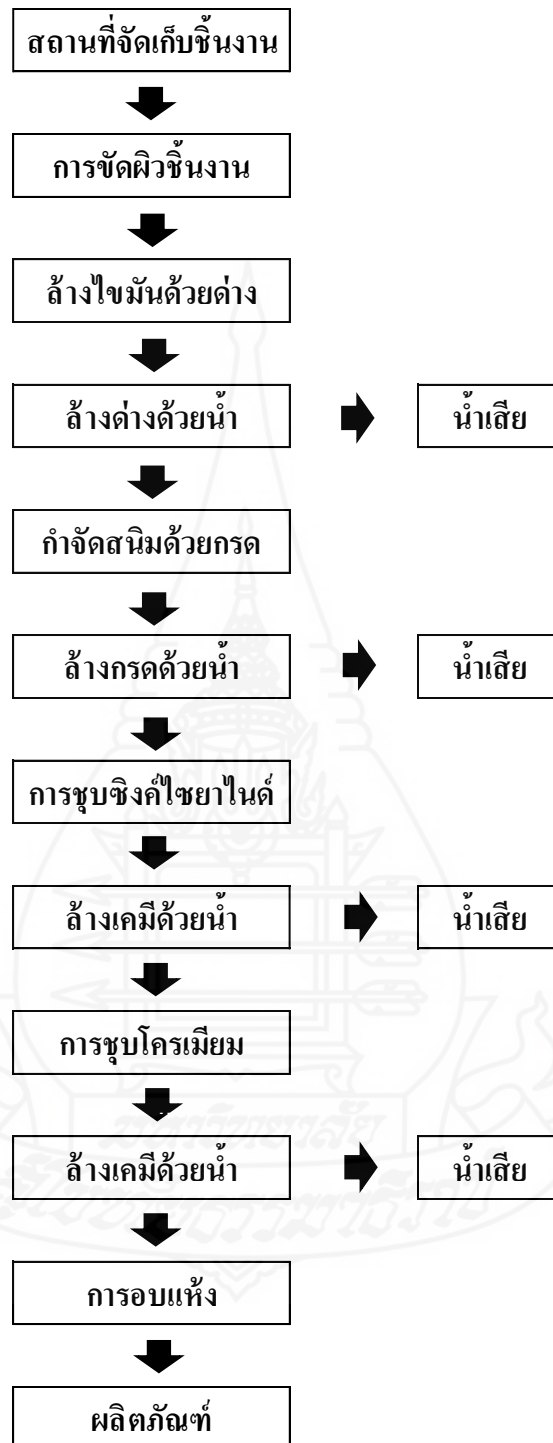 สถานที่จัดเก็บชิ้นงาน
การขัดผิวชิ้นงาน
ล้างไขมันด้วยด่าง
ล้างด่างด้วยน้ำ
น้ำเสีย
กำจัดสนิมด้วยกรด
ล้างกรดด้วยน้ำ
น้ำเสีย
การชุบซิงค์ไซยาไนด์
ล้างเคมีด้วยน้ำ
น้ำเสีย
การชุบโครเมียม
ล้างเคมีด้วยน้ำ
น้ำเสีย
การอบแห้ง
ผลิตภัณฑ์